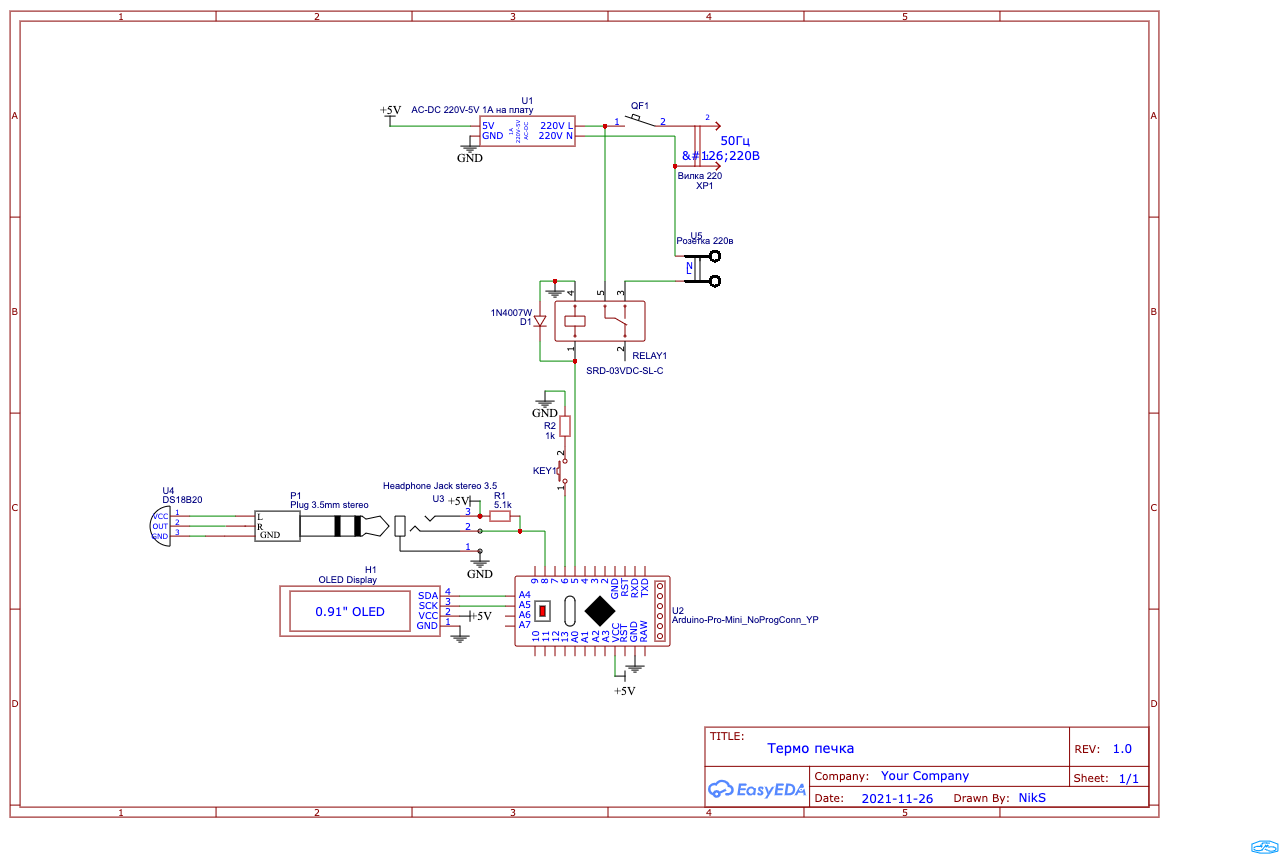 1 2 3 4 5
A A
B B
C C
D D
+5V
AC-DC 220V-5V 1A на плату
U1
5V
GND
1A
220V-5V
AC-DC
220V L
220V N
GND
QF1
1 2
2
50Гц
&#126;220В
1
Вилка 220
XP1
U5
Розетка 220в
N
L
4 5 3
1N4007W
D1
1 2
RELAY1
SRD-03VDC-SL-C
GND
R2
1k
2
KEY1
1
U4
DS18B20
VCC 1
OUT 2
GND 3
P1
Plug 3.5mm stereo
L
R
GND
Headphone Jack stereo 3.5
U3
+5V
R1
5.1k
3
2
1
GND
H1
OLED Display
0.91" OLED
SDA 4
SCK 3
VCC 2
GND 1
+5V
9 8 7 6 5 4 3 2 GND RST RXD TXD
A4
A5
A6
A7
10 11 12 13 A0 A1 A2 A3 VCC RST GND RAW
U2
Arduino-Pro-Mini_NoProgConn_YP
+5V
TITLE:
Термо печка
REV: 1.0
EasyEDA
Company: Your Company
Sheet: 1/1
Date: 2021-11-26 Drawn By: NikS
1 2 3 4 5